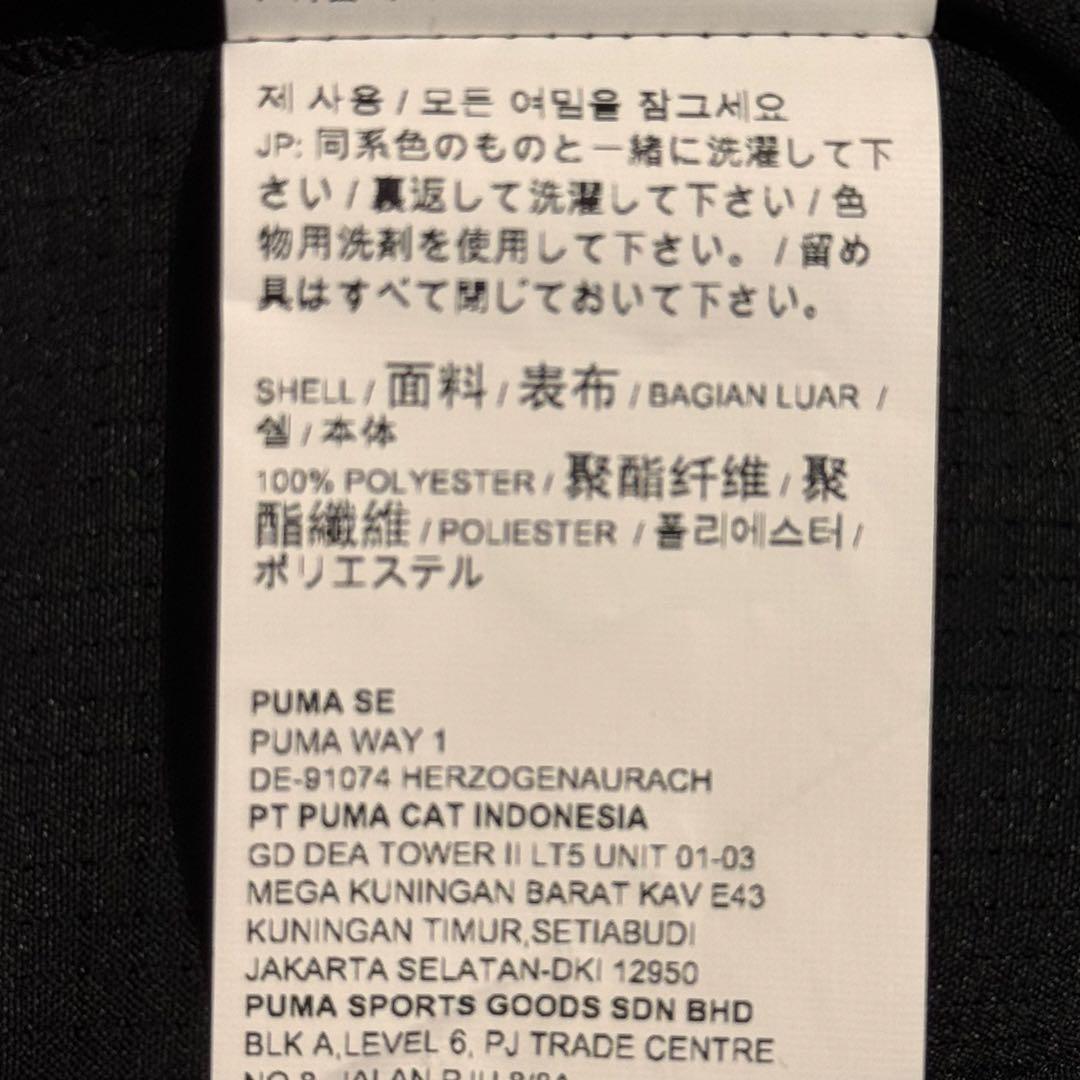 제 사용 / 모든 여밈을 잠그세요
JP: 同系色のものと一緒に洗濯して下
さい / 裏返して洗濯して下さい / 色
物用洗剤を使用して下さい。 / 留め
具はすべて閉じておいて下さい。
SHELL / 面料 / 表布 / BAGIAN LUAR /
쉘 / 本体
100% POLYESTER / 聚酯纤维 / 聚
酯纖維 / POLIESTER / 폴리에스터 /
ポリエステル
PUMA SE
PUMA WAY 1
DE-91074 HERZOGENAURACH
PT PUMA CAT INDONESIA
GD DEA TOWER II LT5 UNIT 01-03
MEGA KUNINGAN BARAT KAV E43
KUNINGAN TIMUR,SETIABUDI
JAKARTA SELATAN-DKI 12950
PUMA SPORTS GOODS SDN BHD
BLK A,LEVEL 6, PJ TRADE CENTRE
NO 8, JALAN PJU 8/8A